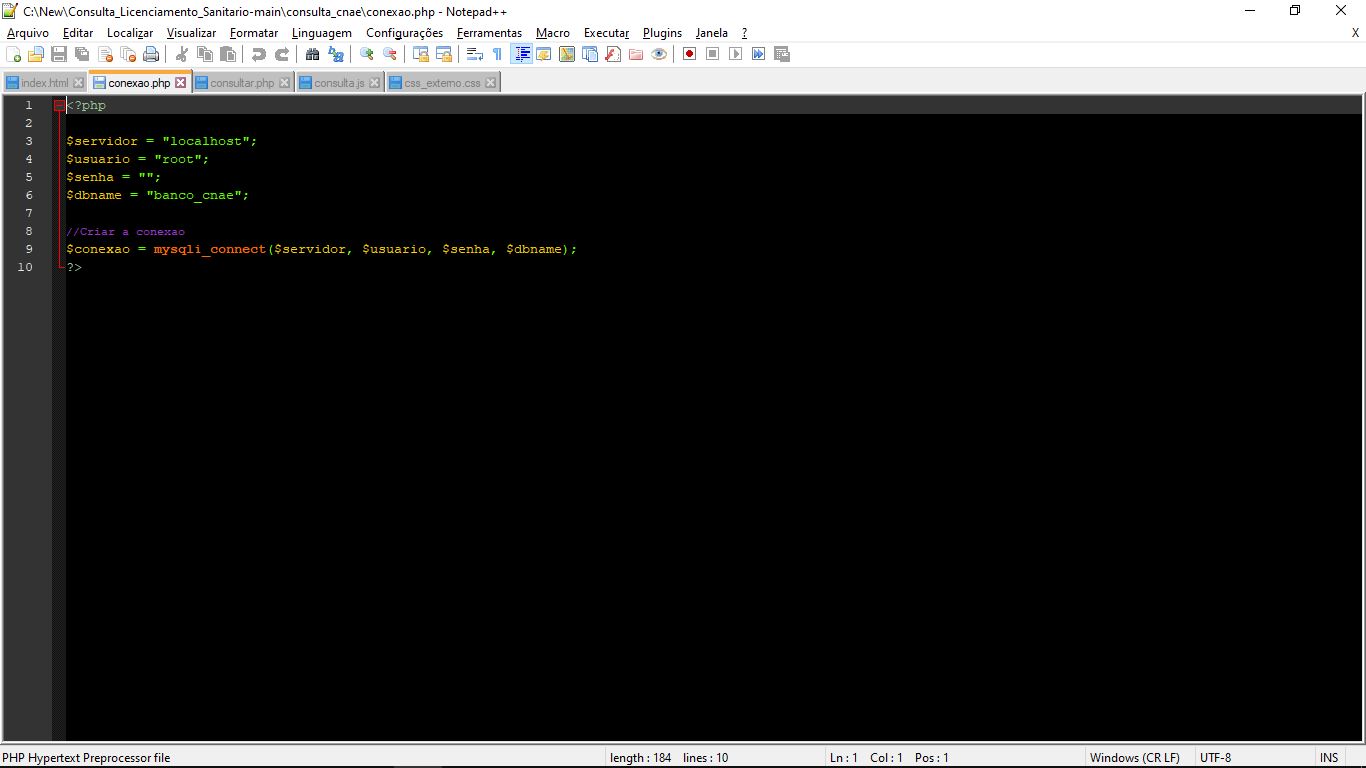 C:\New\Consulta_Licenciamento_Sanitario-main\consulta_cnae\conexao.php - Notepad++
Arquivo Editar Localizar Visualizar Formatar Linguagem Configurações Ferramentas Macro Executar Plugins Janela ? X
index.html conexao.php consultar.php consulta.js css_externo.css
1 <?php
2
3 $servidor = "localhost";
4 $usuario = "root";
5 $senha = "";
6 $dbname = "banco_cnae";
7
8 //Criar a conexao
9 $conexao = mysqli_connect($servidor, $usuario, $senha, $dbname);
10 ?>
PHP Hypertext Preprocessor file length : 184 lines : 10 Ln : 1 Col : 1 Pos : 1 Windows (CR LF) UTF-8 INS